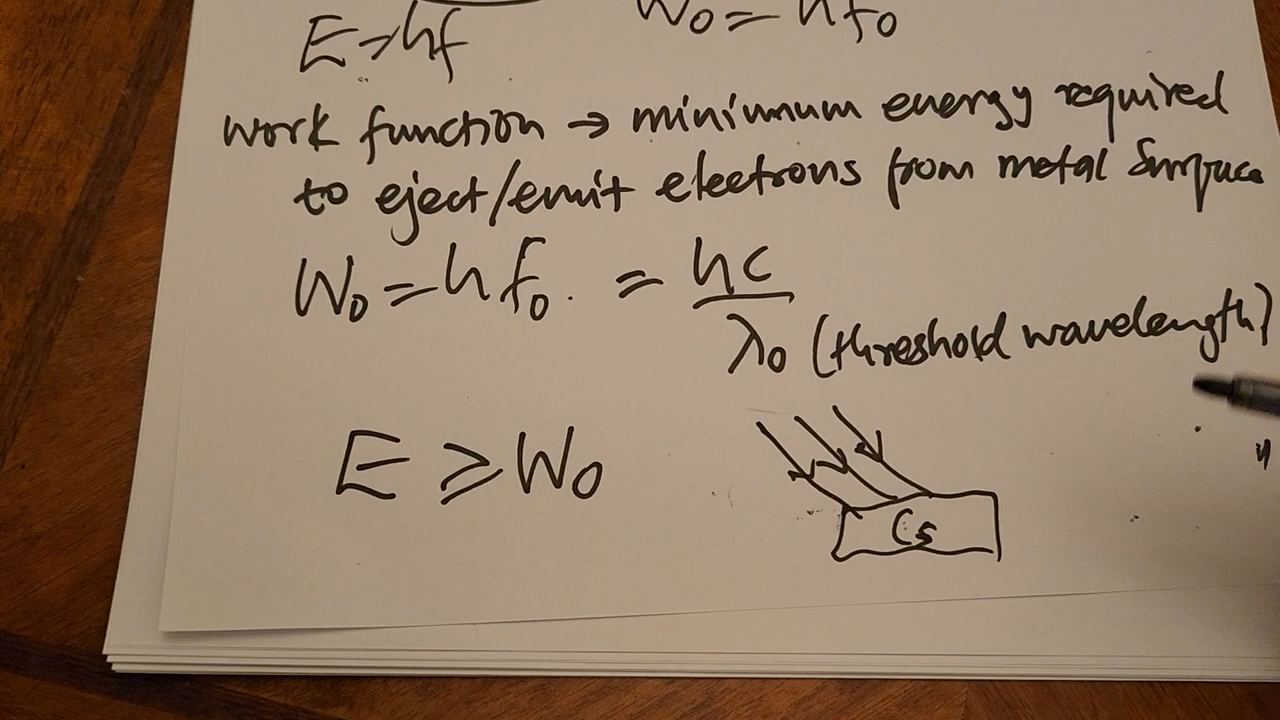 E = hf W₀ = hf₀
work function → minimum energy required
to eject/emit electrons from metal surface
W₀ = hf₀. = hc
λ₀ (threshold wavelength)
E ≥ W₀
Cs